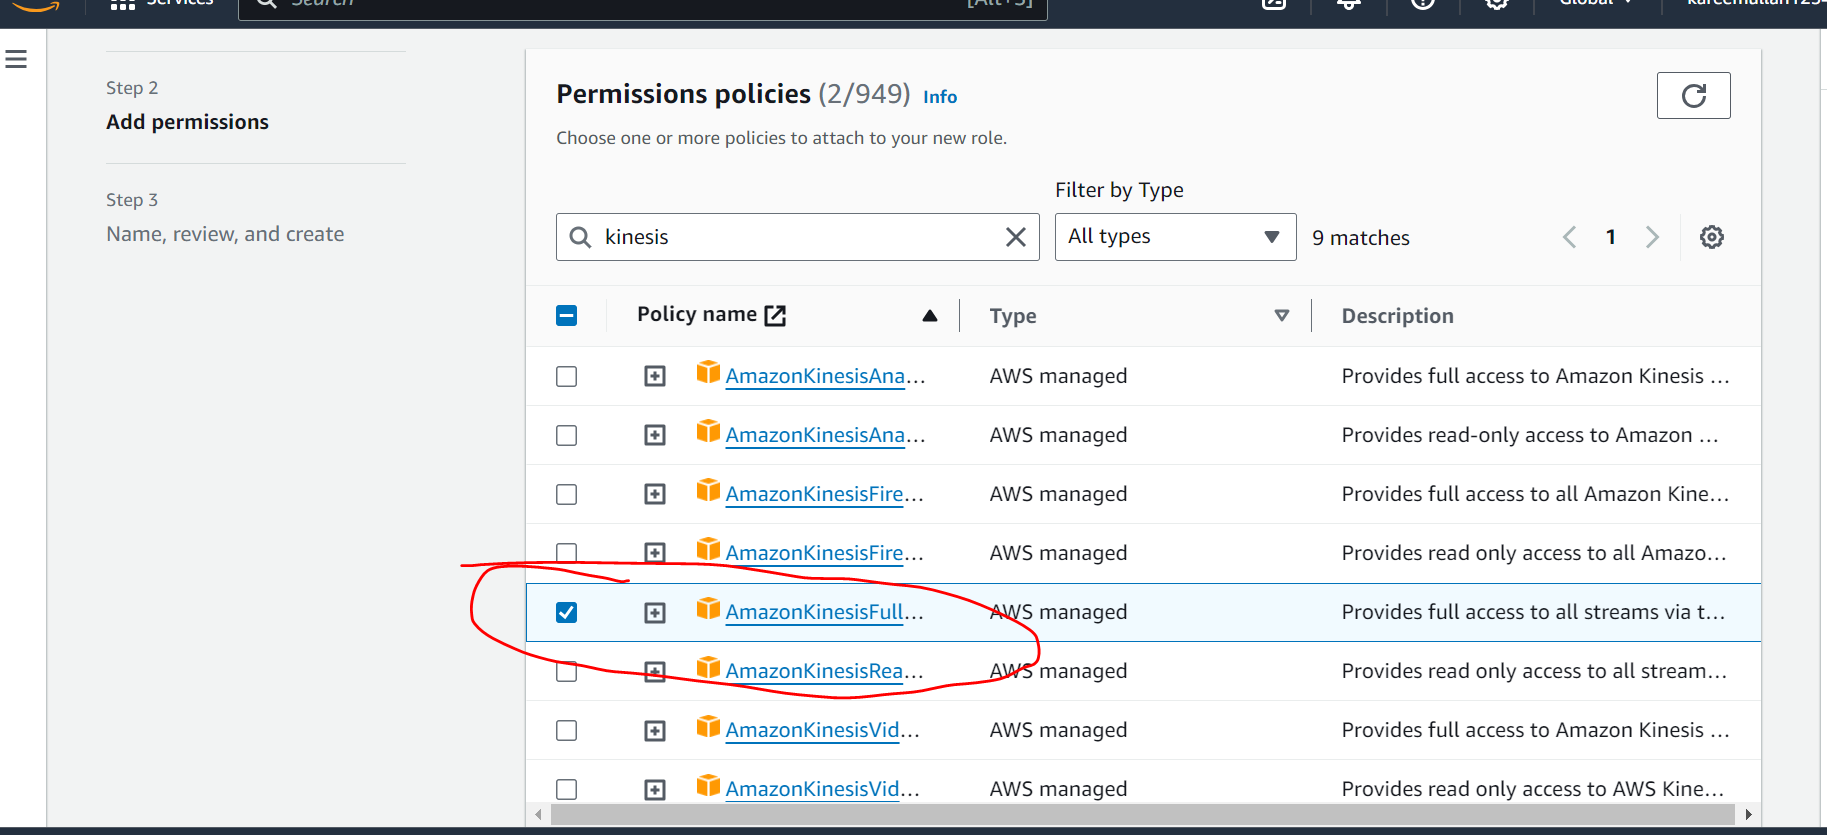 Services
Search
[Alt+S]
Global
Step 2
Add permissions
Step 3
Name, review, and create
Permissions policies (2/949) Info
Choose one or more policies to attach to your new role.
Filter by Type
kinesis
All types
9 matches
1
Policy name
Type
Description
AmazonKinesisAna... AWS managed Provides full access to Amazon Kinesis ...
AmazonKinesisAna... AWS managed Provides read-only access to Amazon ...
AmazonKinesisFire... AWS managed Provides full access to all Amazon Kine...
AmazonKinesisFire... AWS managed Provides read only access to all Amazo...
AmazonKinesisFull... AWS managed Provides full access to all streams via t...
AmazonKinesisRea... AWS managed Provides read only access to all stream...
AmazonKinesisVid... AWS managed Provides full access to Amazon Kinesis ...
AmazonKinesisVid... AWS managed Provides read only access to AWS Kine...